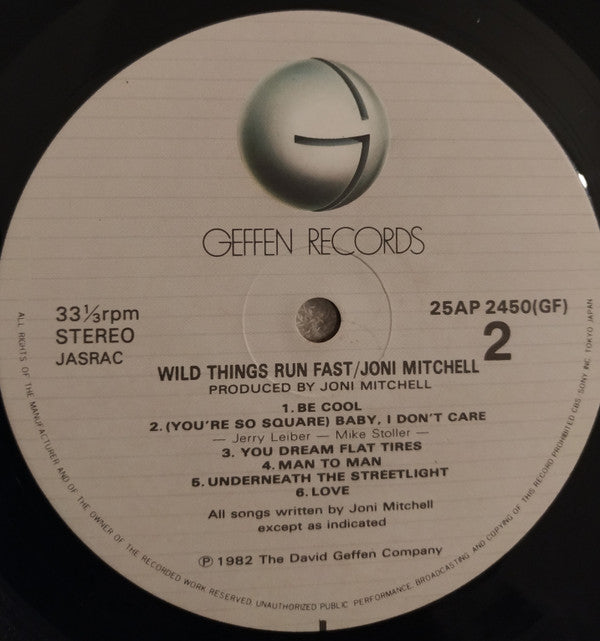 G
GEFFEN RECORDS
33⅓rpm
STEREO
JASRAC
25AP 2450(GF)
2
WILD THINGS RUN FAST/JONI MITCHELL
PRODUCED BY JONI MITCHELL
1. BE COOL
2. (YOU'RE SO SQUARE) BABY, I DON'T CARE
— Jerry Leiber — Mike Stoller —
3. YOU DREAM FLAT TIRES
4. MAN TO MAN
5. UNDERNEATH THE STREETLIGHT
6. LOVE
All songs written by Joni Mitchell
except as indicated
Ⓟ 1982 The David Geffen Company
ALL RIGHTS OF THE MANUFACTURER AND OF THE OWNER OF THE RECORDED WORK RESERVED. UNAUTHORIZED PUBLIC PERFORMANCE, BROADCASTING AND COPYING OF THIS RECORD PROHIBITED CBS SONY INC. TOKYO JAPAN